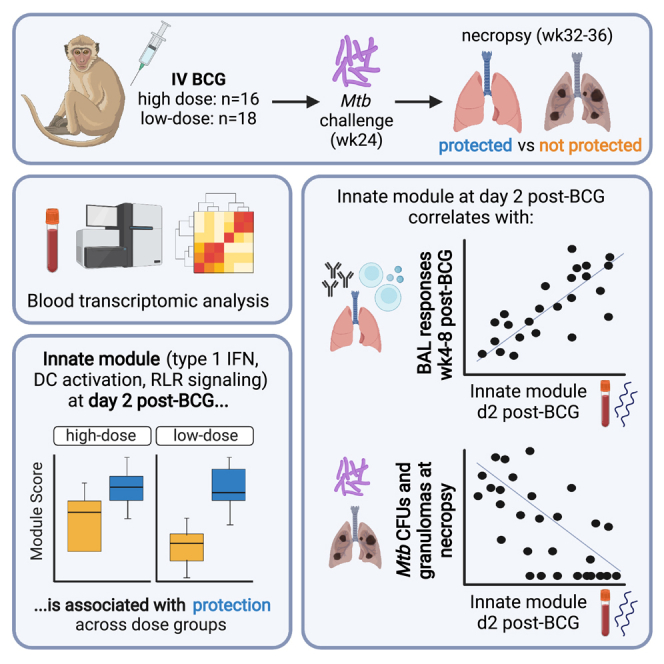 IV BCG
high dose: n=16
low-dose: n=18
Mtb
challenge
(wk24)
necropsy (wk32-36)
protected vs not protected
Blood transcriptomic analysis
Innate module (type 1 IFN,
DC activation, RLR signaling)
at day 2 post-BCG...
high-dose
low-dose
Module Score
...is associated with protection
across dose groups
Innate module at day 2 post-BCG
correlates with:
BAL responses
wk4-8 post-BCG
Innate module
d2 post-BCG
Mtb CFUs and
granulomas at
necropsy
Innate module
d2 post-BCG